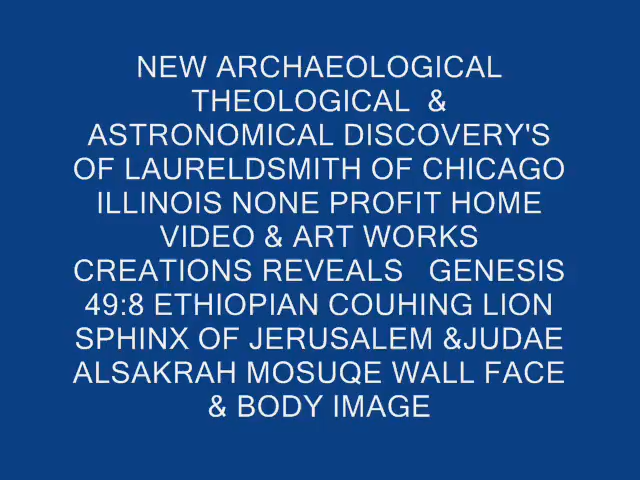 NEW ARCHAEOLOGICAL
THEOLOGICAL  &
ASTRONOMICAL DISCOVERY'S
OF LAURELDSMITH OF CHICAGO
ILLINOIS NONE PROFIT HOME
VIDEO & ART WORKS
CREATIONS REVEALS   GENESIS
49:8 ETHIOPIAN COUHING LION
SPHINX OF JERUSALEM &JUDAE
ALSAKRAH MOSUQE WALL FACE
& BODY IMAGE